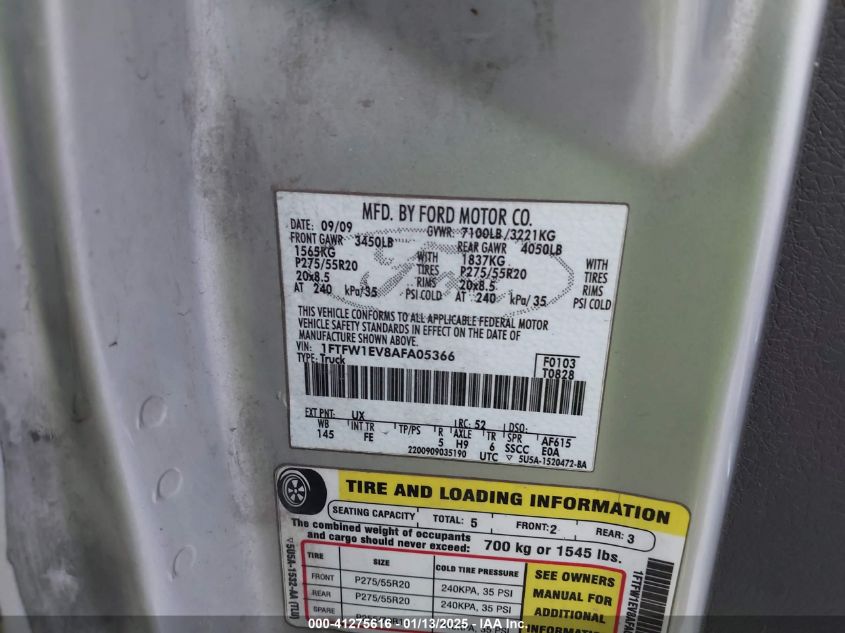 MFD. BY FORD MOTOR CO.
DATE: 09/09 GVWR: 7100LB./3221KG
FRONT GAWR 3450LB REAR GAWR 4050LB
1565KG WITH 1837KG WITH
P275/55R20 TIRES P275/55R20 TIRES
20x8.5 RIMS 20x8.5 RIMS
AT 240 kPa/35 PSI COLD AT 240 kPa/35 PSI COLD
THIS VEHICLE CONFORMS TO ALL APPLICABLE FEDERAL MOTOR
VEHICLE SAFETY STANDARDS IN EFFECT ON THE DATE OF
MANUFACTURE SHOWN ABOVE.
VIN: 1FTFW1EV8AFA05366 F0103
TYPE: Truck T0828
EXT PNT: UX RC: 52 DSO:
WB INT TR TP/PS R AXLE TR SPR AF615
145 FE 5 H9 6 SSCC E0A
2200909035190 UTC ▽ 5U5A-1520472-BA
TIRE AND LOADING INFORMATION
SEATING CAPACITY TOTAL: 5 FRONT: 2 REAR: 3
The combined weight of occupants
and cargo should never exceed: 700 kg or 1545 lbs.
TIRE SIZE COLD TIRE PRESSURE
FRONT P275/55R20 240KPA, 35 PSI
REAR P275/55R20 240KPA, 35 PSI
SPARE 35 PSI
SEE OWNERS
MANUAL FOR
ADDITIONAL
INFORMATION
000-41275616 - 01/13/2025 - IAA Inc.